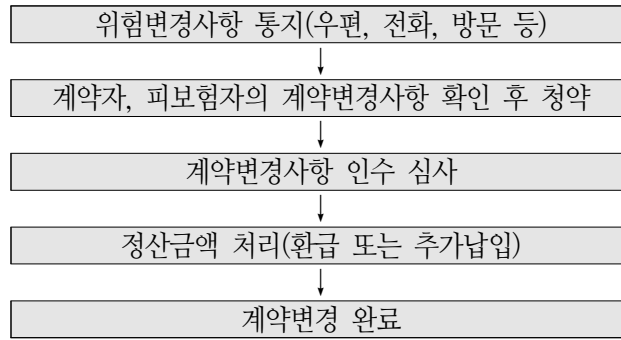 위험변경사항 통지(우편, 전화, 방문 등)
계약자, 피보험자의 계약변경사항 확인 후 청약
계약변경사항 인수 심사
정산금액 처리(환급 또는 추가납입)
계약변경 완료